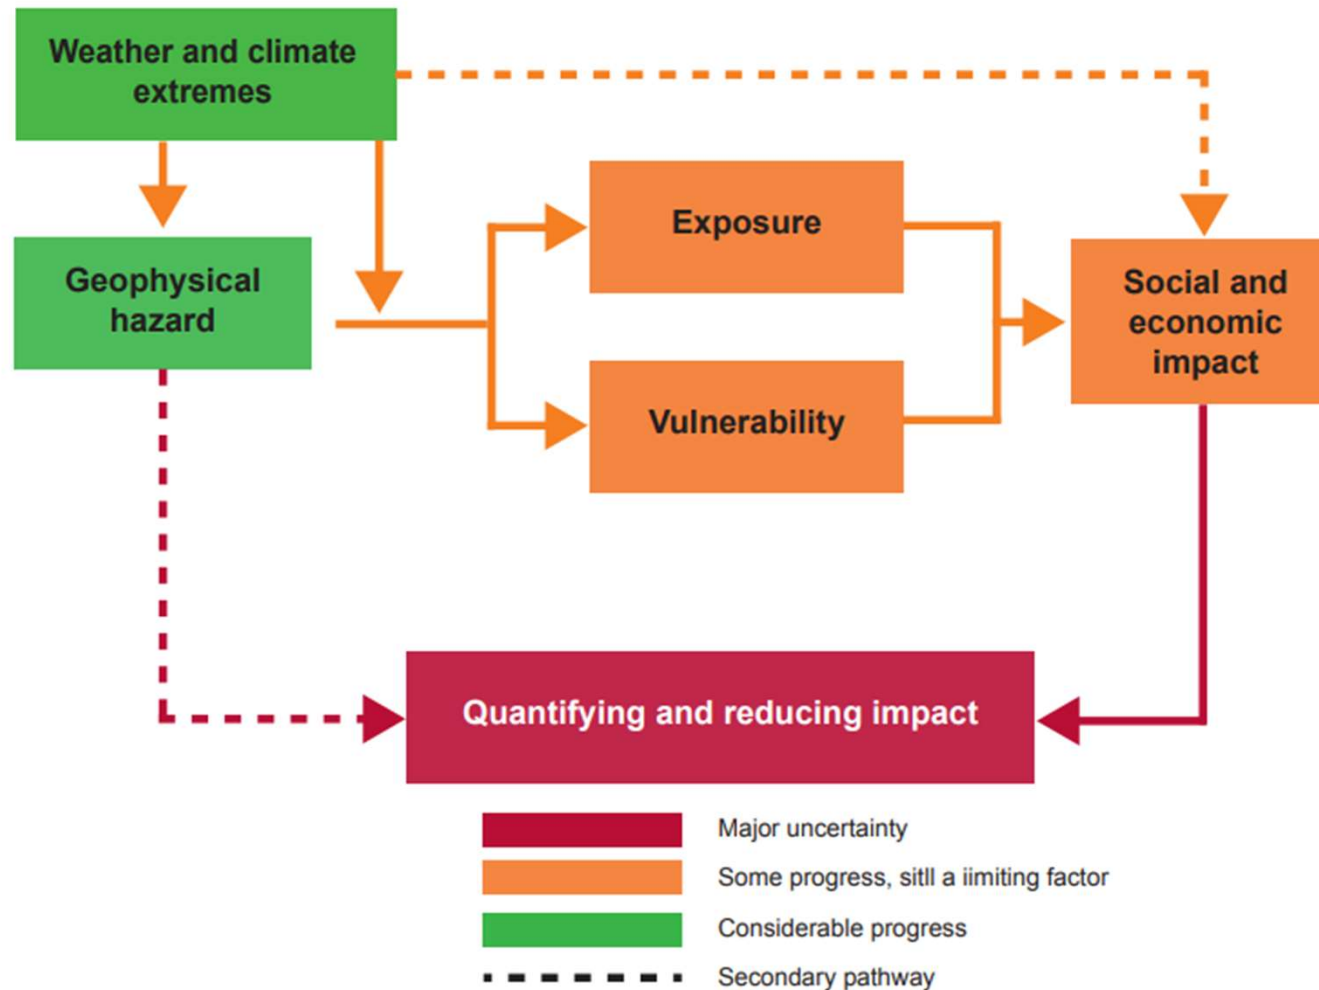 Weather and climate
extremes
Geophysical
hazard
Exposure
Vulnerability
Social and
economic
impact
Quantifying and reducing impact
Major uncertainty
Some progress, sitll a iimiting factor
Considerable progress
Secondary pathway